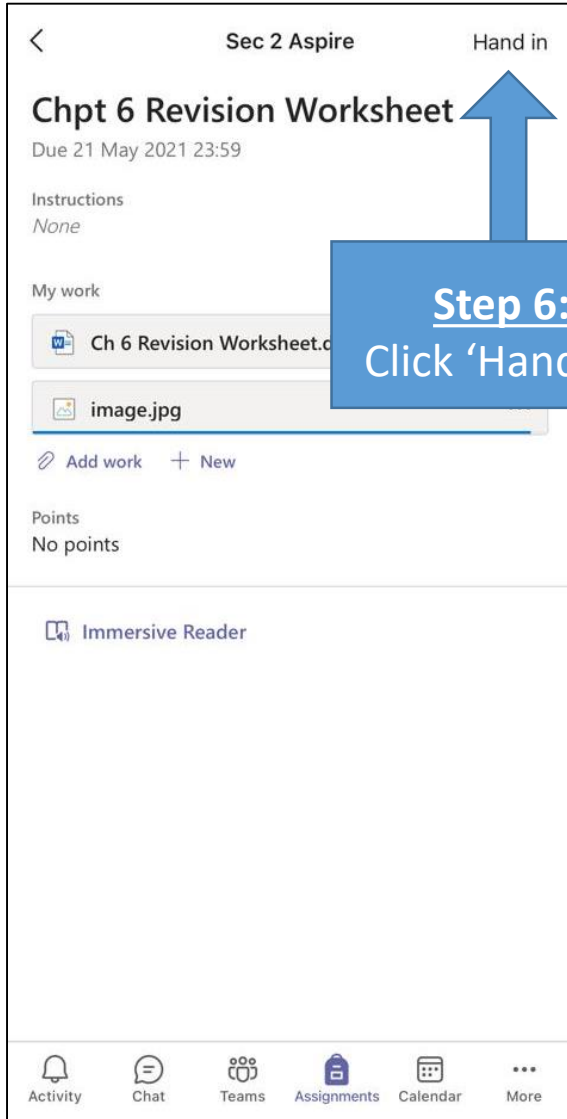 Sec 2 Aspire
Hand in
Chpt 6 Revision Worksheet
Due 21 May 2021 23:59
Instructions
None
Step 6:
Click ‘Hand
My work
Ch 6 Revision Worksheet.d
image.jpg
Add work + New
Points
No points
Immersive Reader
Activity Chat Teams Assignments Calendar More